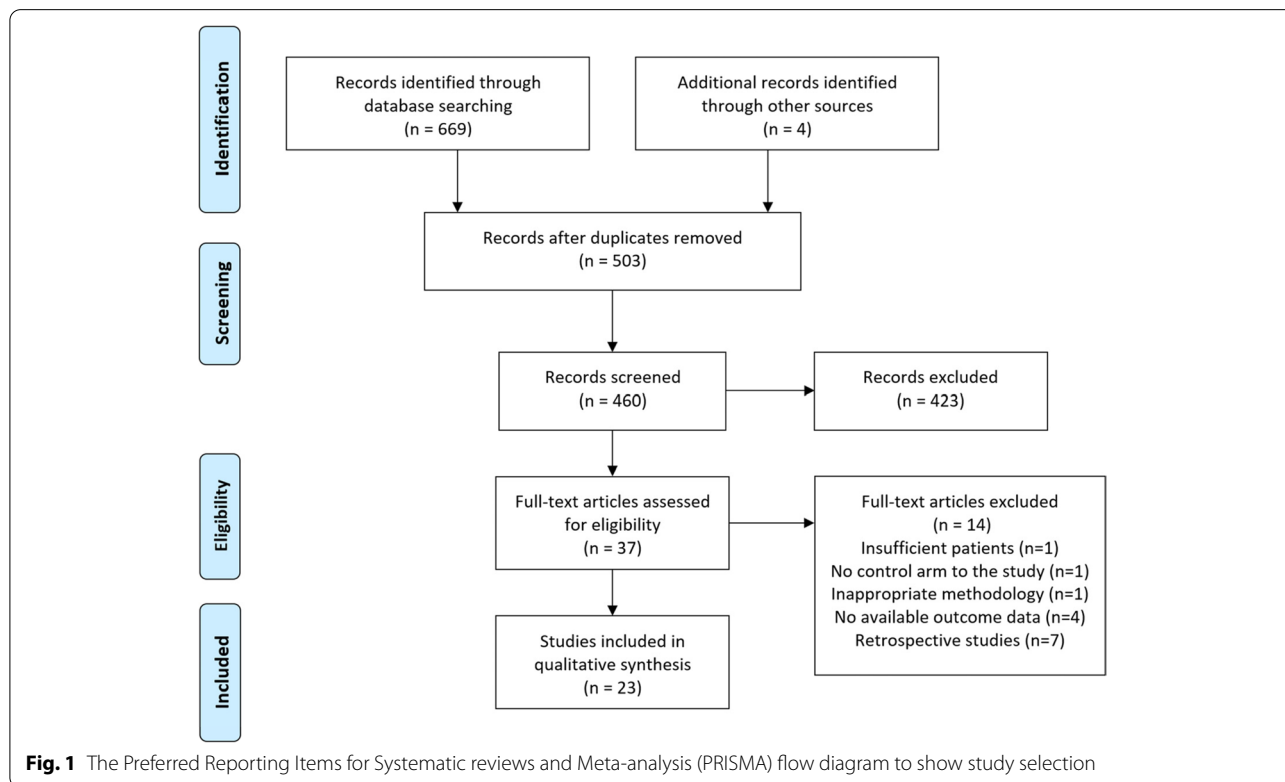 Identification
Records identified through
database searching
(n = 669)
Additional records identified
through other sources
(n = 4)
Records after duplicates removed
(n = 503)
Screening
Records screened
(n = 460)
Records excluded
(n = 423)
Eligibility
Full-text articles assessed
for eligibility
(n = 37)
Full-text articles excluded
(n = 14)
Insufficient patients (n=1)
No control arm to the study (n=1)
Inappropriate methodology (n=1)
No available outcome data (n=4)
Retrospective studies (n=7)
Included
Studies included in
qualitative synthesis
(n = 23)
Fig. 1 The Preferred Reporting Items for Systematic reviews and Meta-analysis (PRISMA) flow diagram to show study selection